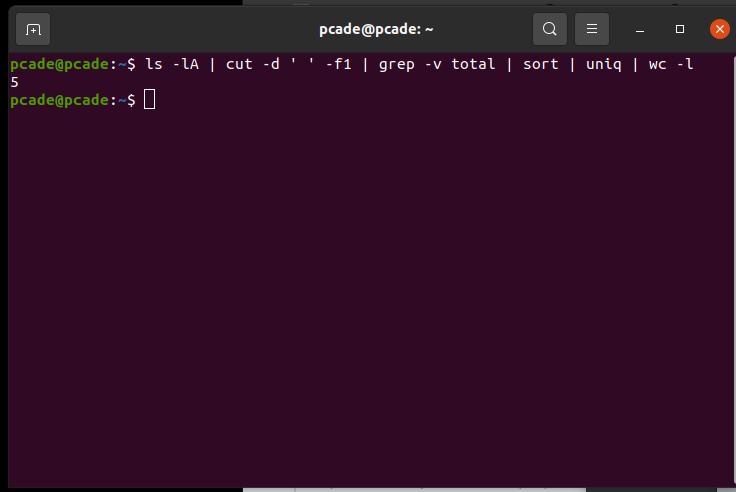 pcade@pcade: ~
pcade@pcade:~$ ls -lA | cut -d ' ' -f1 | grep -v total | sort | uniq | wc -l
5
pcade@pcade:~$